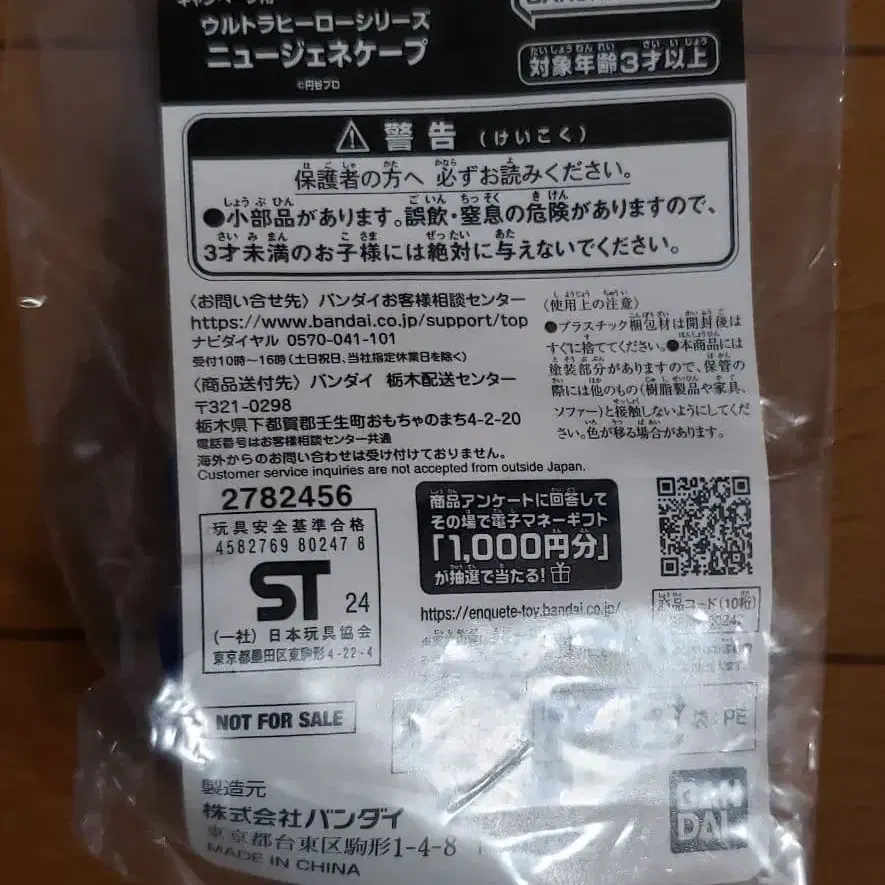 キャンペーン用
ウルトラヒーローシリーズ
ニュージェネケープ
©円谷プロ
対象年齢3才以上
⚠警告(けいこく)
保護者の方へ 必ずお読みください。
●小部品があります。誤飲・窒息の危険がありますので、
3才未満のお子様には絶対に与えないでください。
〈お問い合せ先〉バンダイお客様相談センター
https://www.bandai.co.jp/support/top
ナビダイヤル 0570-041-101
受付10時～16時(土日祝日、当社指定休業日を除く)
〈商品送付先〉バンダイ 栃木配送センター
〒321-0298
栃木県下都賀郡壬生町おもちゃのまち4-2-20
電話番号はお客様相談センター共通
海外からのお問い合わせは受け付けておりません。
Customer service inquiries are not accepted from outside Japan.
〈使用上の注意〉
●プラスチック梱包材は開封後は
すぐに捨ててください。●本商品には
塗装部分がありますので、保管の
際には他のもの(樹脂製品や家具、
ソファー)と接触しないようにしてくだ
さい。色が移る場合があります。
2782456
玩具安全基準合格
4582769 80247 8
ST 24
(一社)日本玩具協会
東京都墨田区東駒形4-22-4
商品アンケートに回答して
その場で電子マネーギフト
「1,000円分」
が抽選で当たる!
https://enquete-toy.bandai.co.jp/
商品コード(10桁)
NOT FOR SALE
袋:PE
製造元
株式会社バンダイ
東京都台東区駒形1-4-8
MADE IN CHINA
BAN
DAI